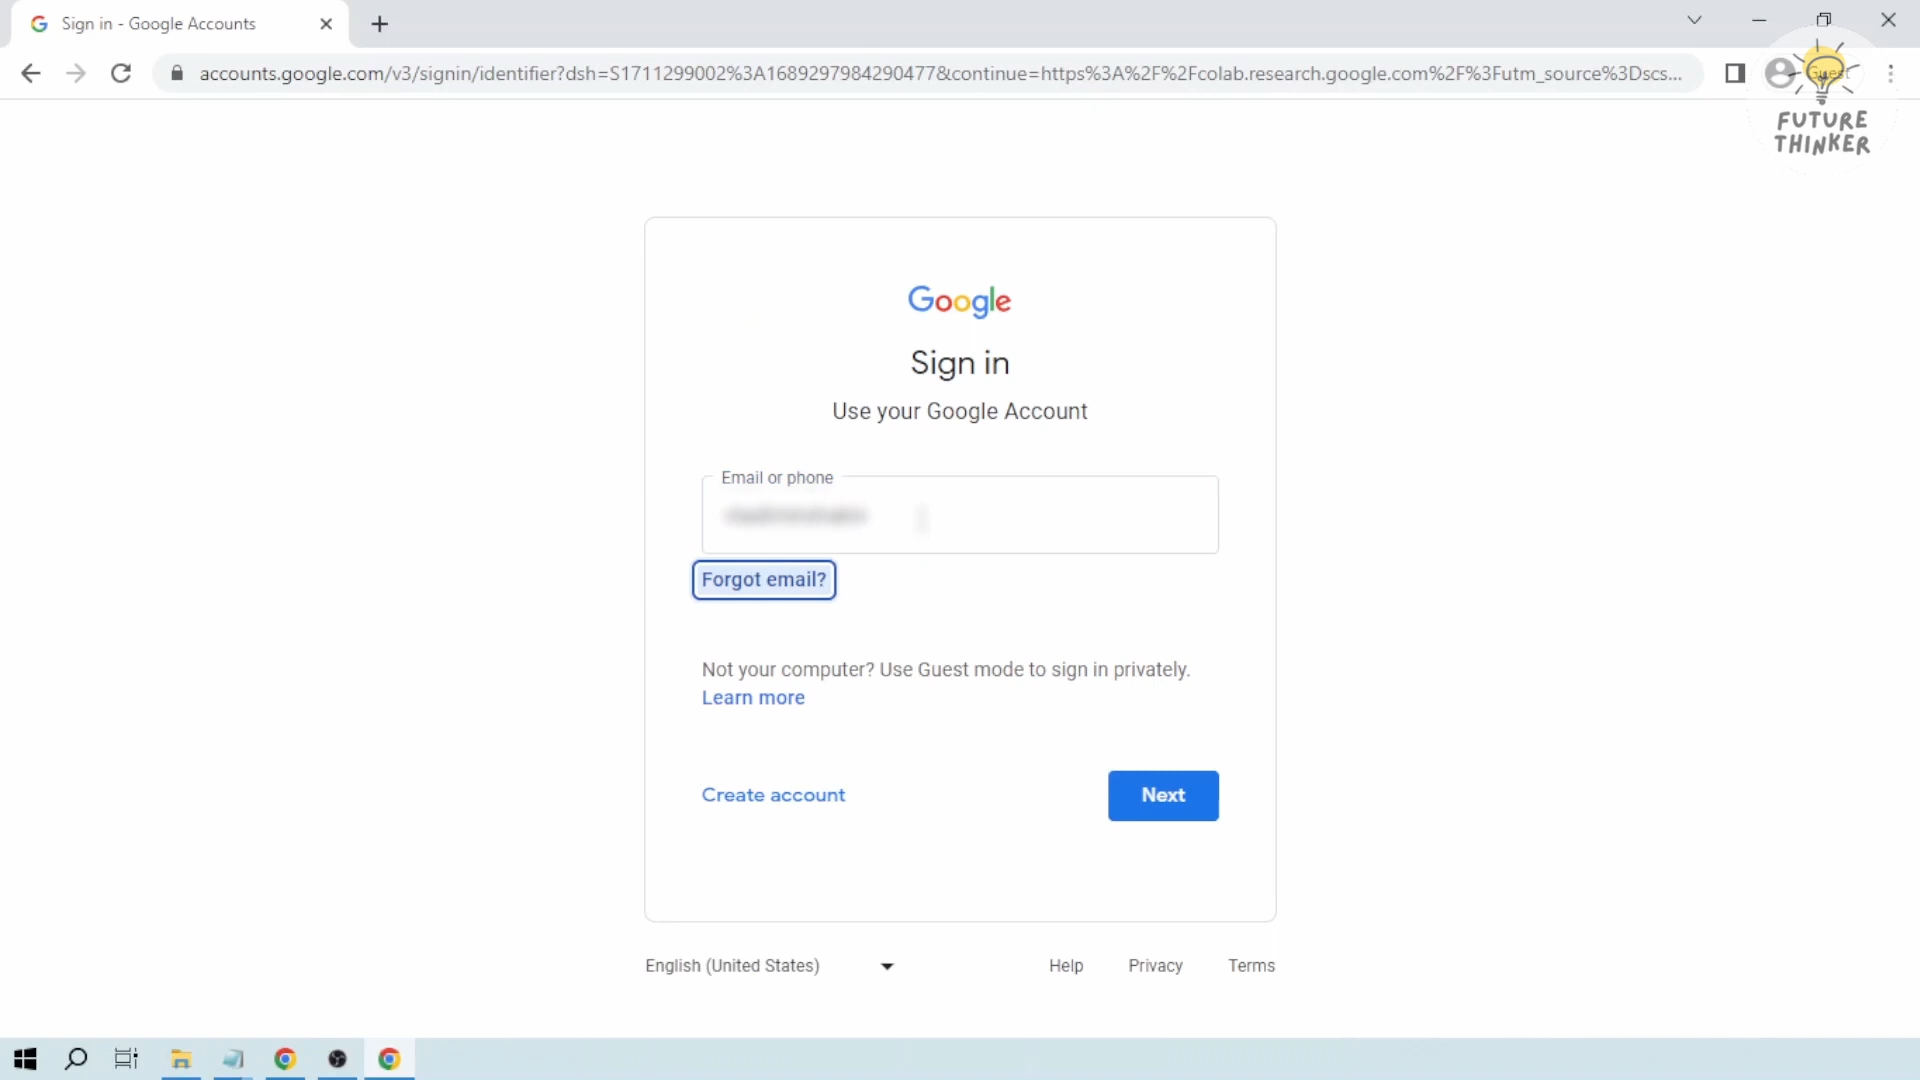 Sign in - Google Accounts
accounts.google.com/v3/signin/identifier?dsh=S1711299002%3A1689297984290477&continue=https%3A%2F%2Fcolab.research.google.com%2F%3Futm_source%3Dscs...
Guest
FUTURE
THINKER
Google
Sign in
Use your Google Account
Email or phone
Forgot email?
Not your computer? Use Guest mode to sign in privately.
Learn more
Create account
Next
English (United States)
Help
Privacy
Terms